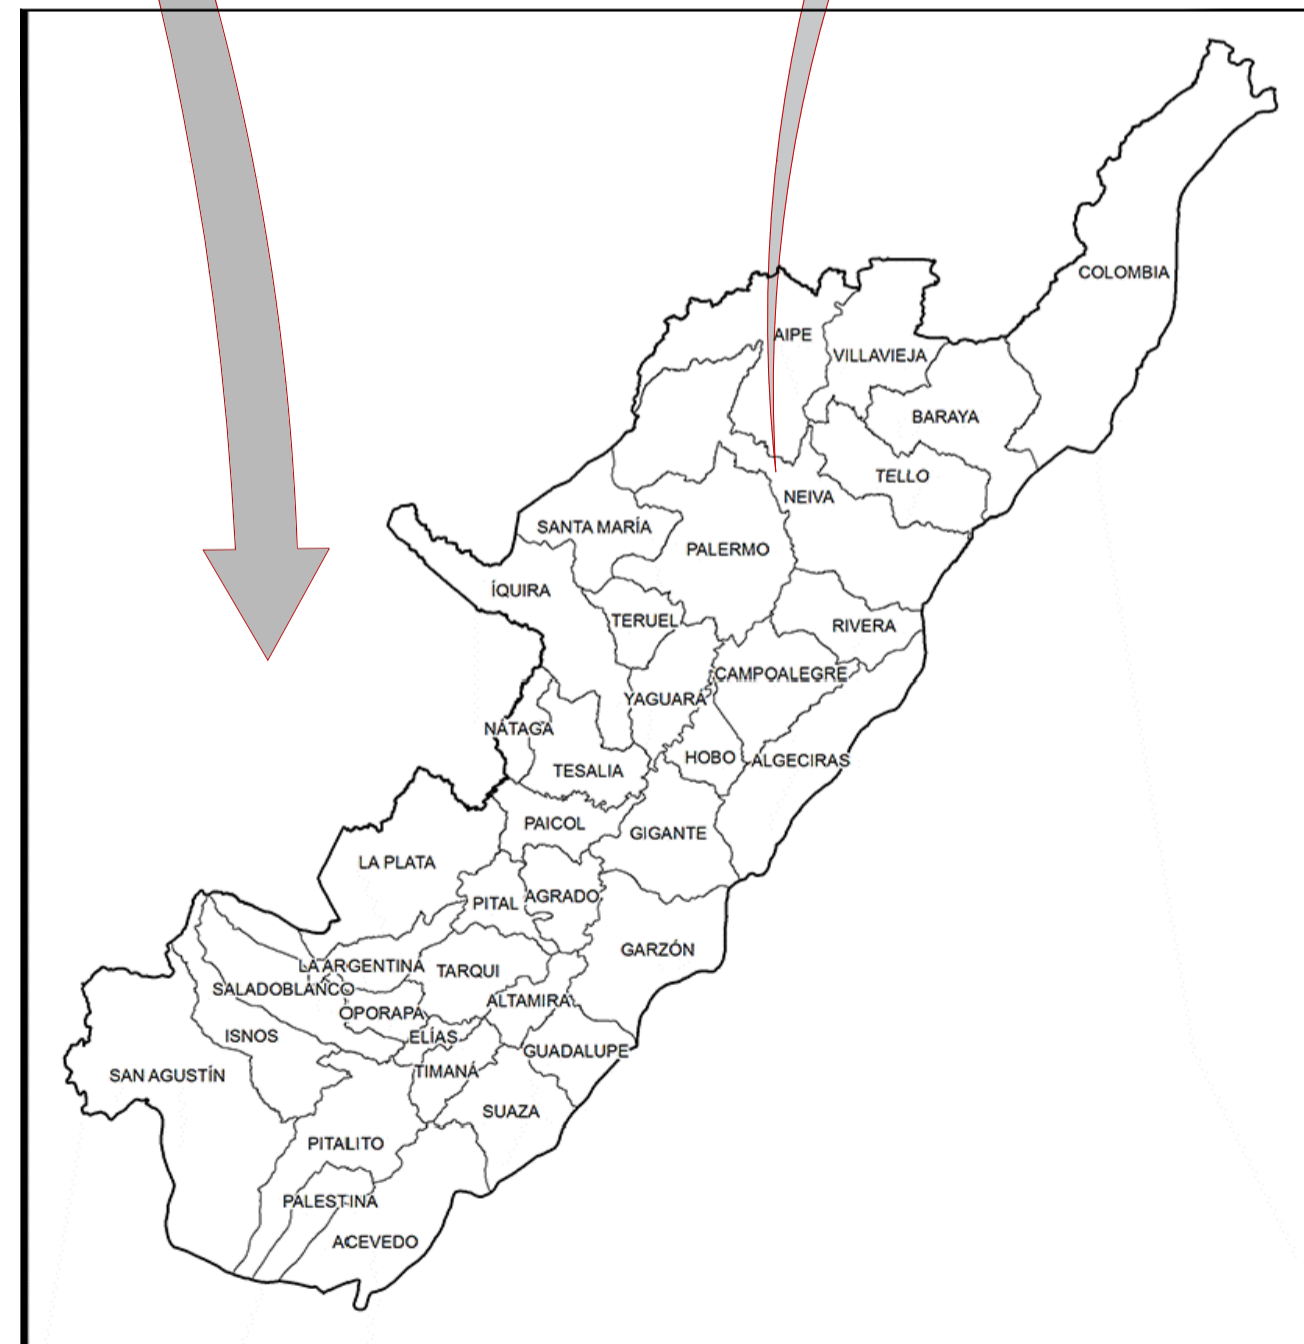 COLOMBIA
AIPE
VILLAVIEJA
BARAYA
TELLO
NEIVA
SANTA MARÍA
PALERMO
ÍQUIRA
TERUEL
RIVERA
CAMPOALEGRE
YAGUARÁ
NÁTAGA
HOBO
ALGECIRAS
TESALIA
PAICOL
GIGANTE
LA PLATA
AGRADO
PITAL
GARZÓN
LA ARGENTINA
TARQUI
SALADOBLANCO
ALTAMIRA
OPORAPA
ISNOS
ELÍAS
GUADALUPE
TIMANÁ
SAN AGUSTÍN
SUAZA
PITALITO
PALESTINA
ACEVEDO